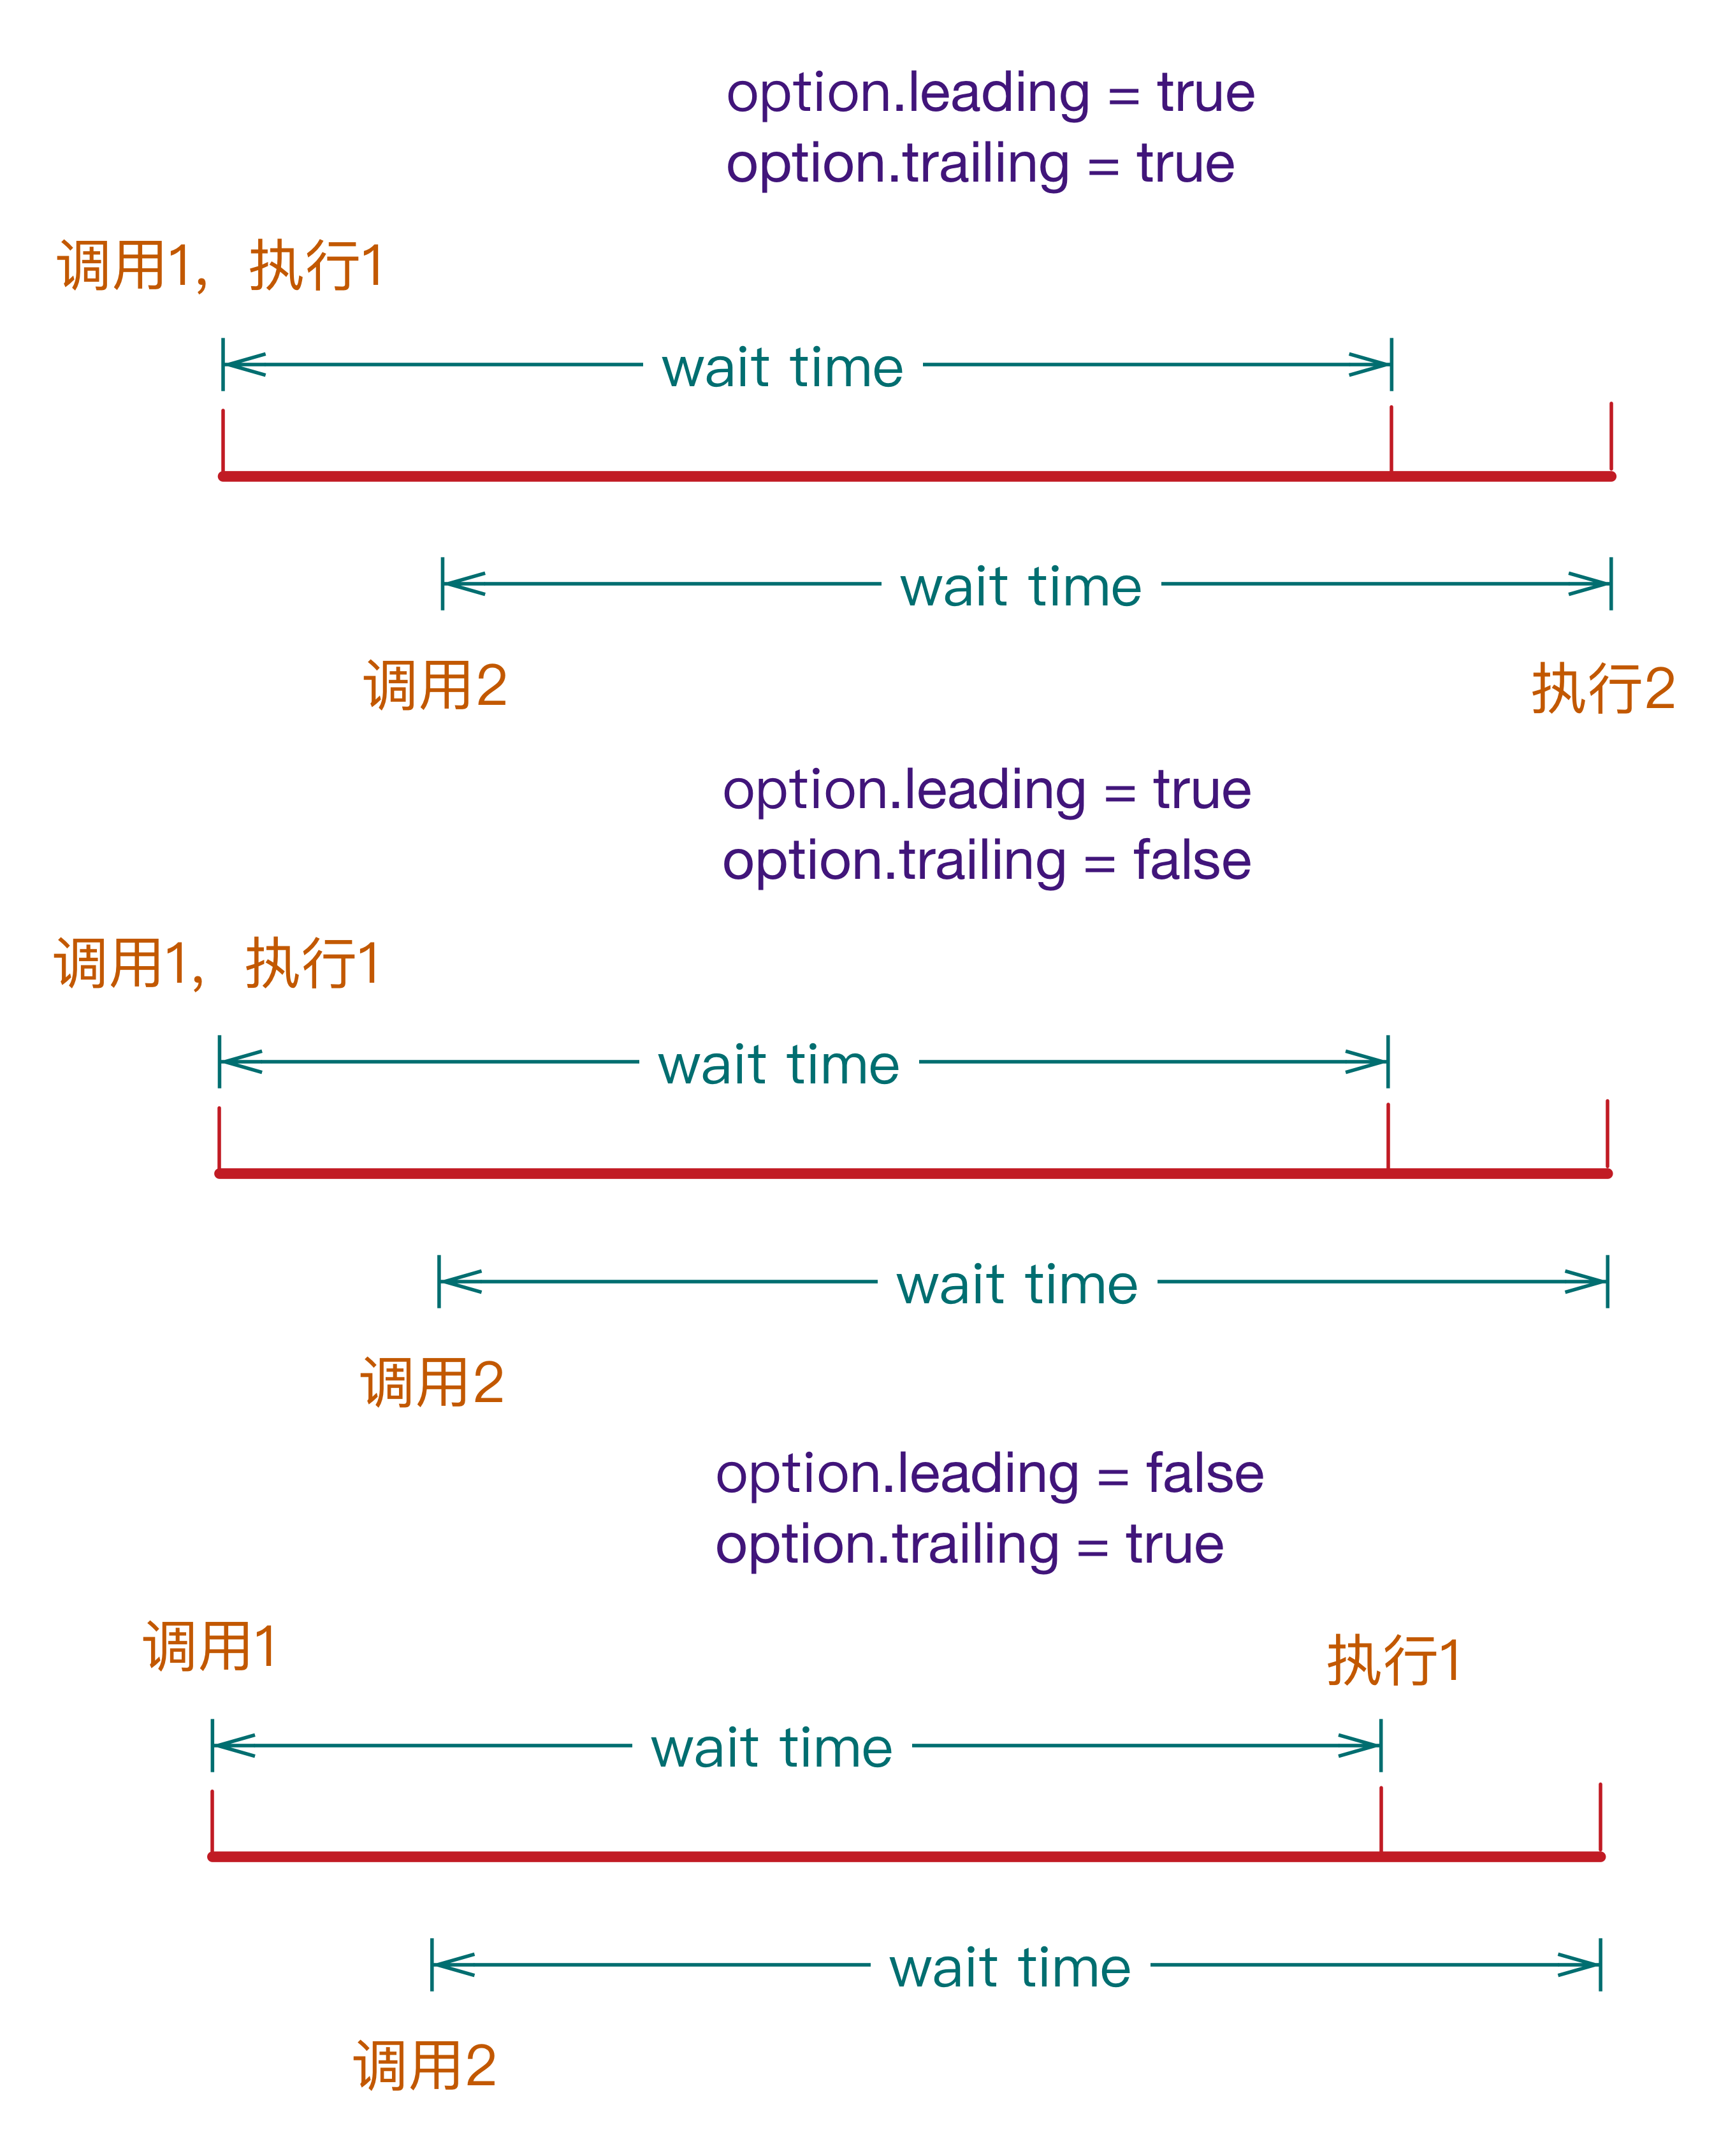 option.leading = true
option.trailing = true
调用1，执行1
wait time
wait time
调用2
执行2
option.leading = true
option.trailing = false
调用1，执行1
wait time
wait time
调用2
option.leading = false
option.trailing = true
调用1
执行1
wait time
wait time
调用2